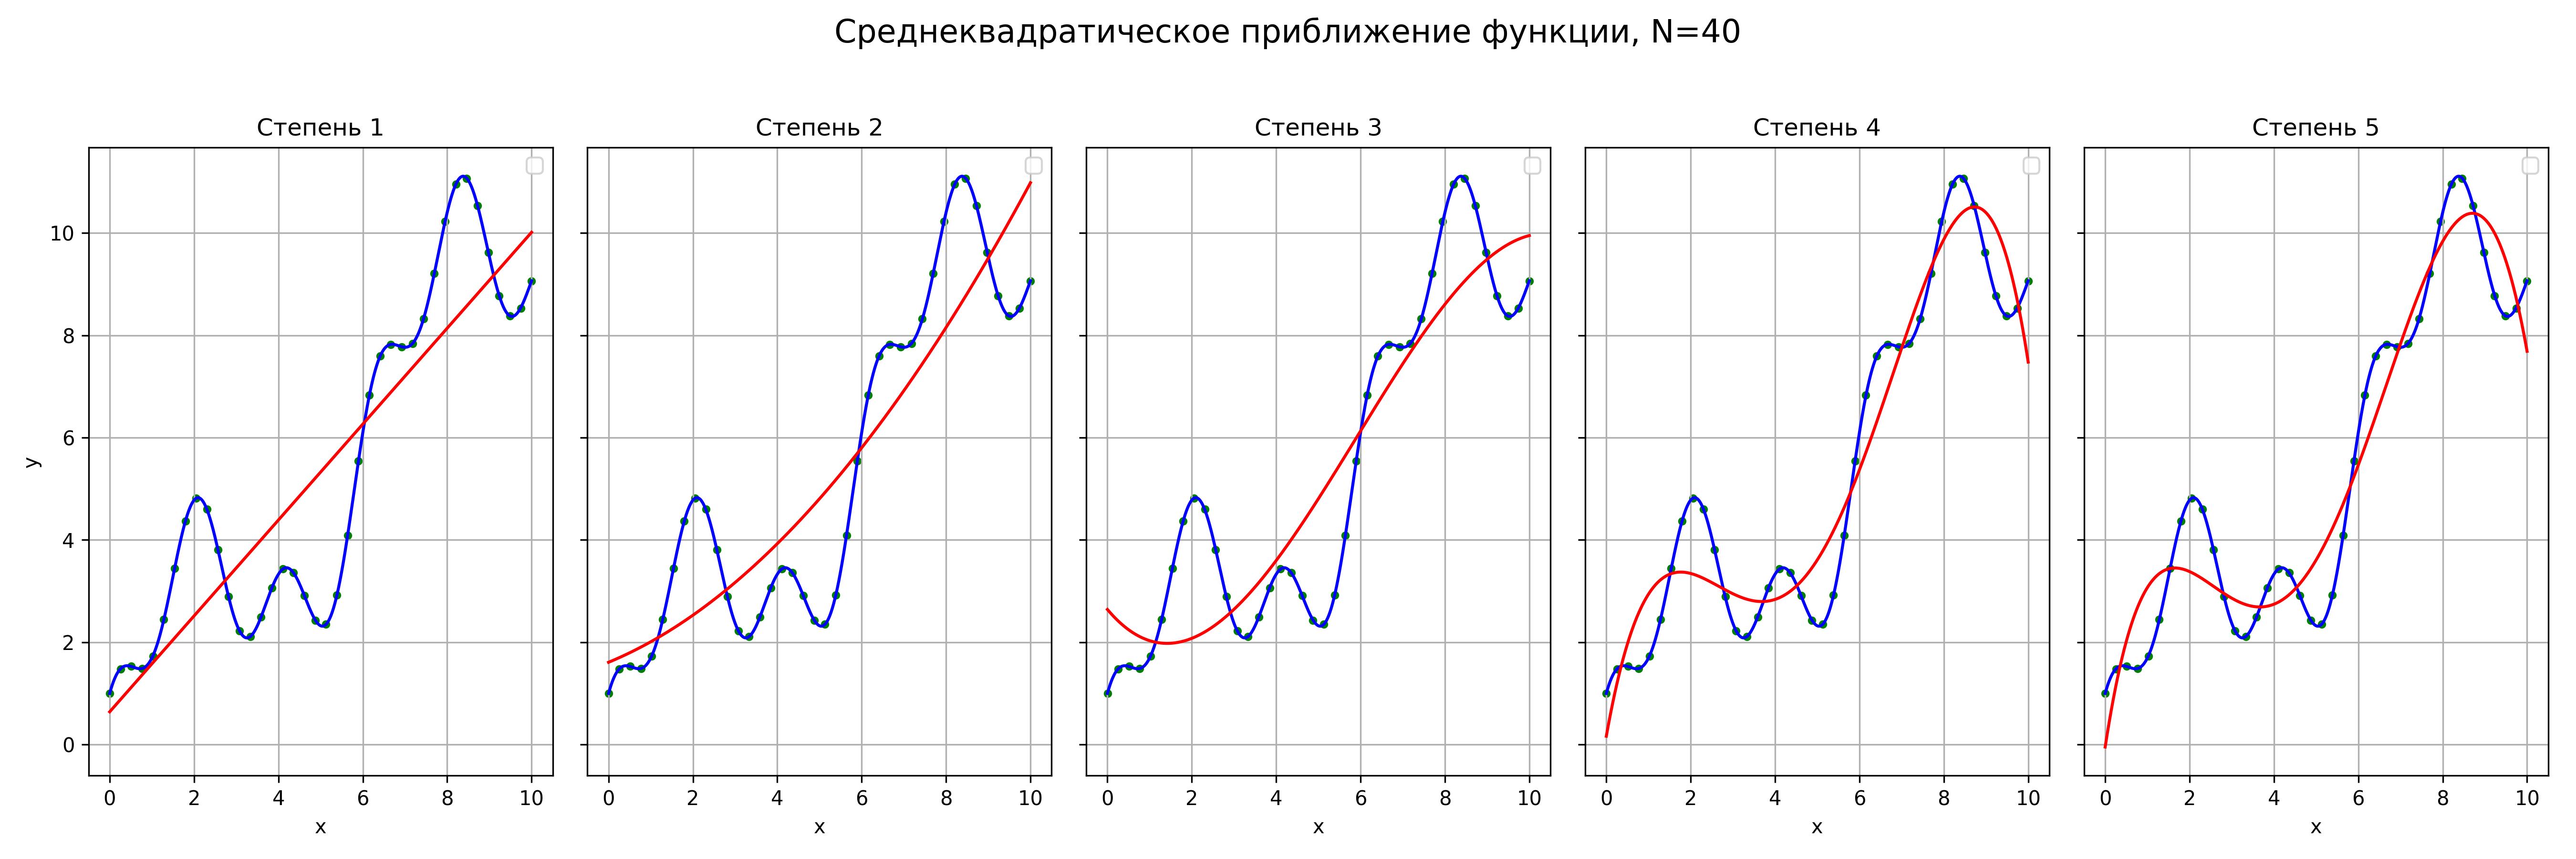 Среднеквадратическое приближение функции, N=40
Степень 1
Степень 2
Степень 3
Степень 4
Степень 5
10
8
6
4
2
0
y
0 2 4 6 8 10
0 2 4 6 8 10
0 2 4 6 8 10
0 2 4 6 8 10
0 2 4 6 8 10
x
x
x
x
x